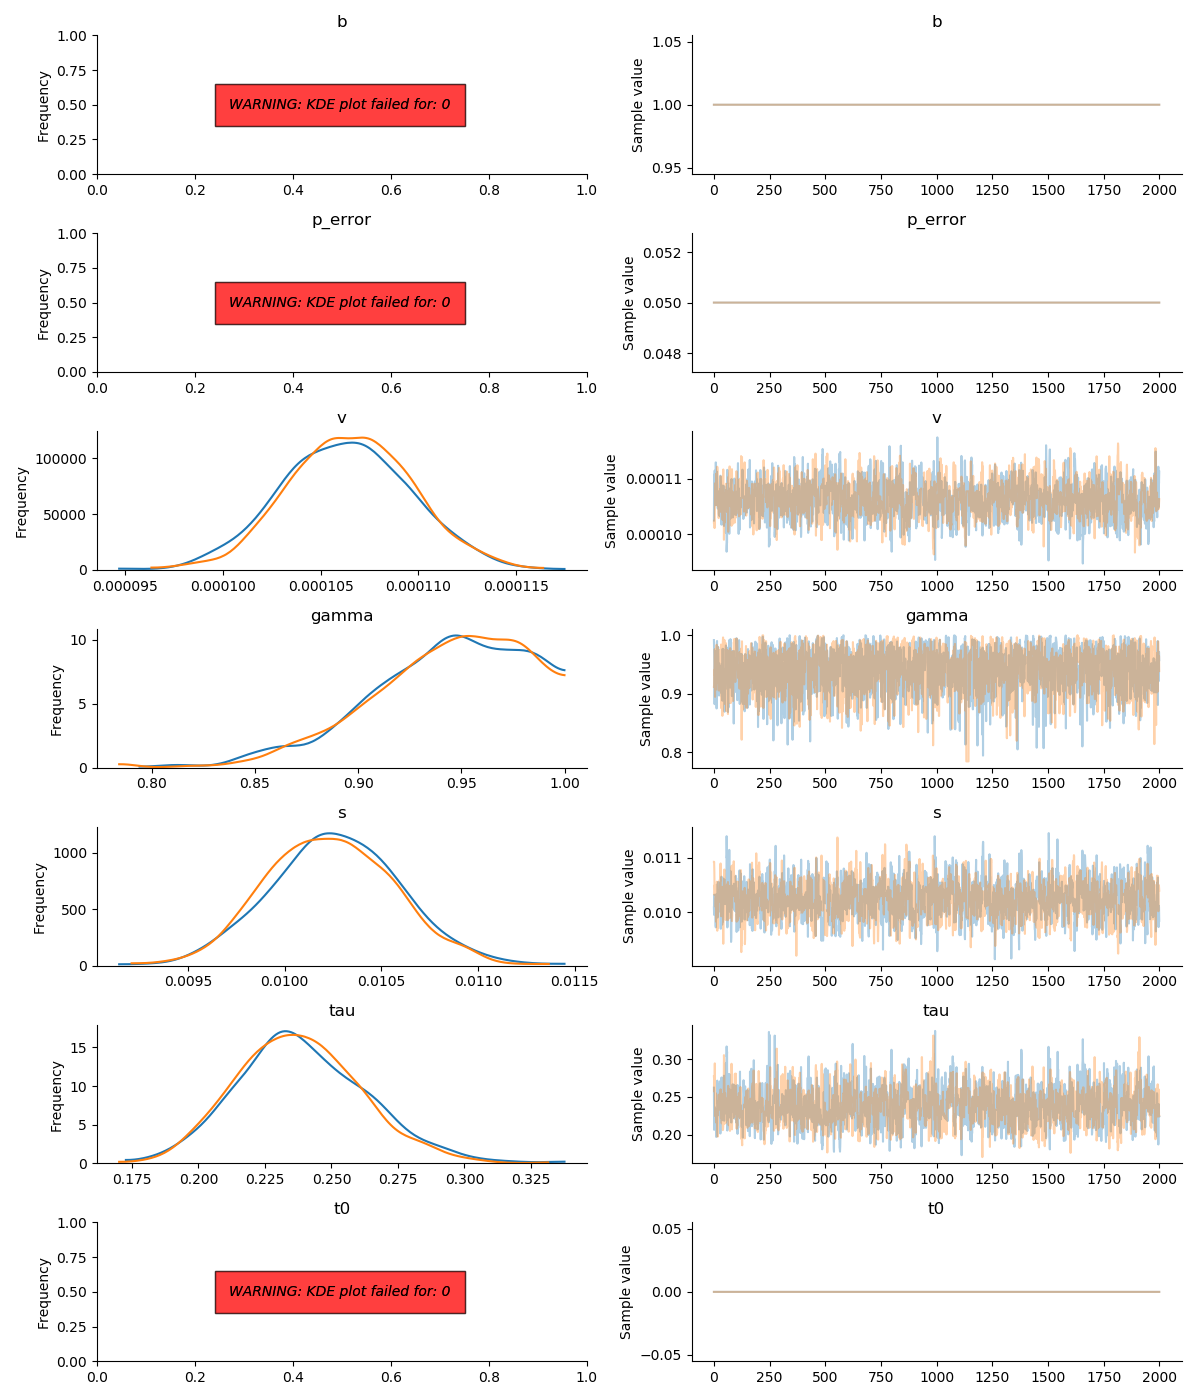 b
1.00
0.75
0.50
0.25
0.00
Frequency
WARNING: KDE plot failed for: 0
0.0 0.2 0.4 0.6 0.8 1.0
b
1.05
1.00
0.95
Sample value
0 250 500 750 1000 1250 1500 1750 2000
p_error
1.00
0.75
0.50
0.25
0.00
Frequency
WARNING: KDE plot failed for: 0
0.0 0.2 0.4 0.6 0.8 1.0
p_error
0.052
0.050
0.048
Sample value
0 250 500 750 1000 1250 1500 1750 2000
v
100000
50000
0
Frequency
0.000095 0.000100 0.000105 0.000110 0.000115
v
0.00011
0.00010
Sample value
0 250 500 750 1000 1250 1500 1750 2000
gamma
10
5
0
Frequency
0.80 0.85 0.90 0.95 1.00
gamma
1.0
0.9
0.8
Sample value
0 250 500 750 1000 1250 1500 1750 2000
s
1000
500
0
Frequency
0.0095 0.0100 0.0105 0.0110 0.0115
s
0.011
0.010
Sample value
0 250 500 750 1000 1250 1500 1750 2000
tau
15
10
5
0
Frequency
0.175 0.200 0.225 0.250 0.275 0.300 0.325
tau
0.30
0.25
0.20
Sample value
0 250 500 750 1000 1250 1500 1750 2000
t0
1.00
0.75
0.50
0.25
0.00
Frequency
WARNING: KDE plot failed for: 0
0.0 0.2 0.4 0.6 0.8 1.0
t0
0.05
0.00
−0.05
Sample value
0 250 500 750 1000 1250 1500 1750 2000